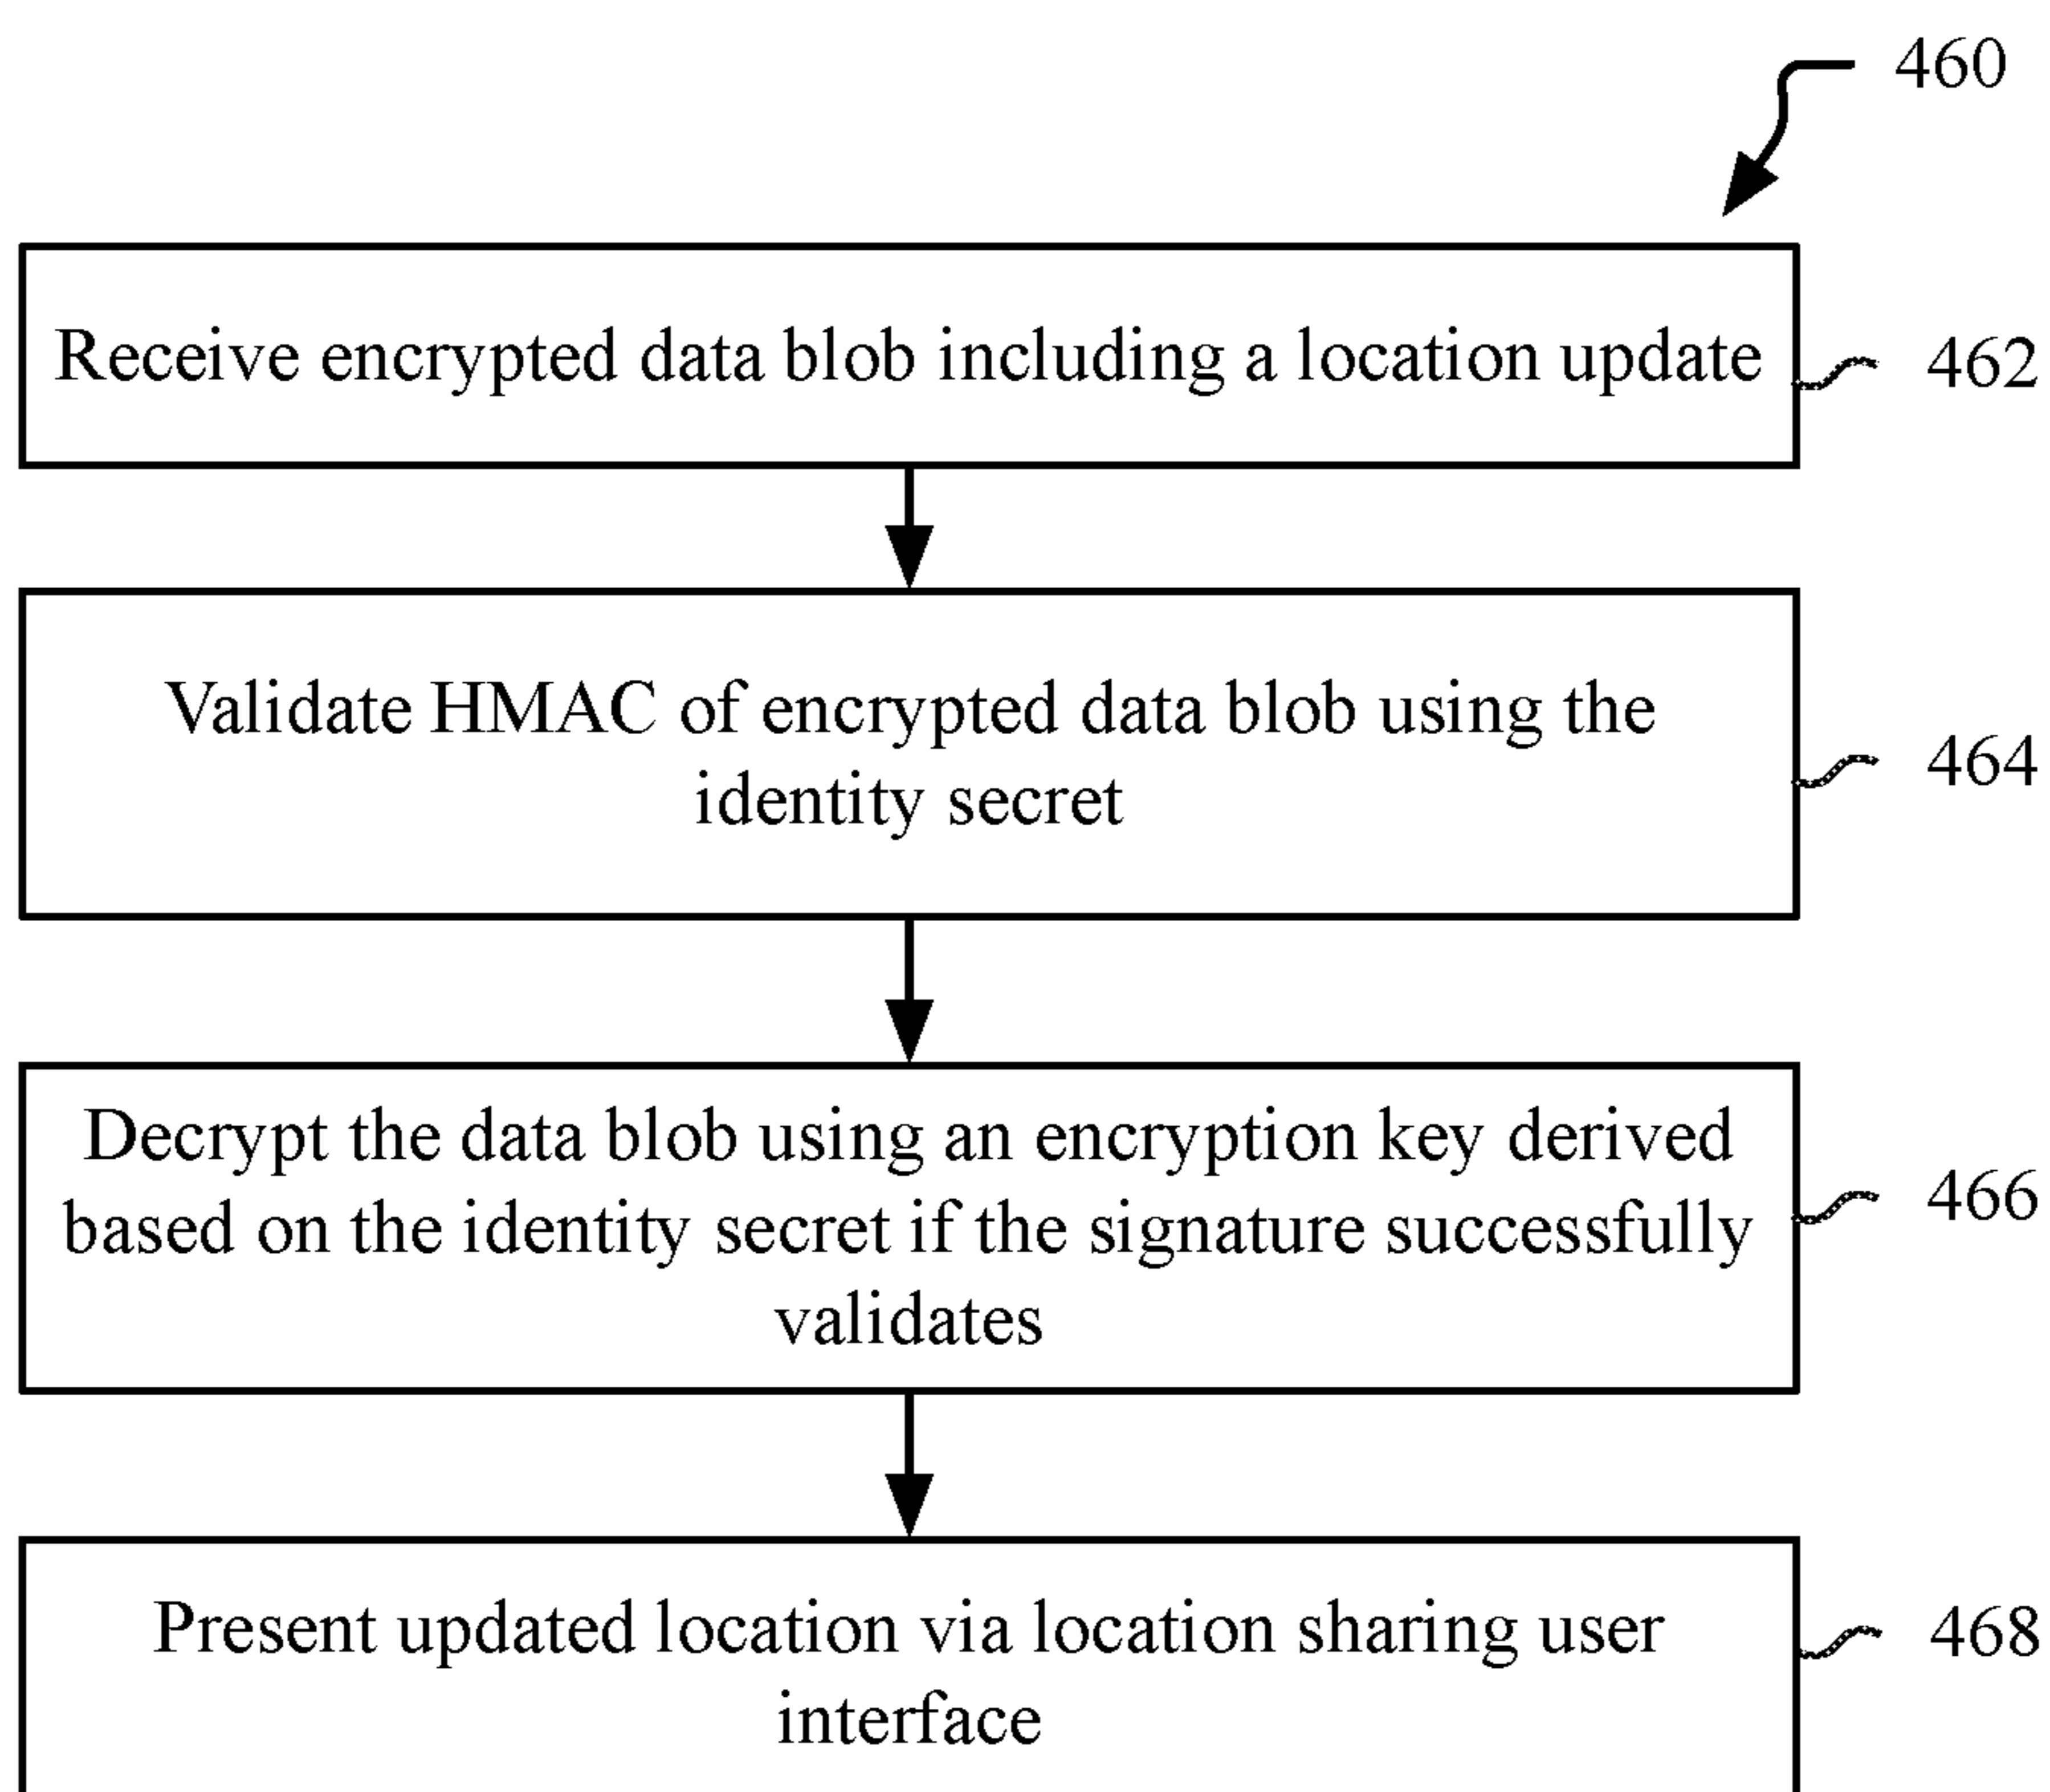 460
Receive encrypted data blob including a location update
462
Validate HMAC of encrypted data blob using the
identity secret
464
Decrypt the data blob using an encryption key derived
based on the identity secret if the signature successfully
validates
466
Present updated location via location sharing user
interface
468